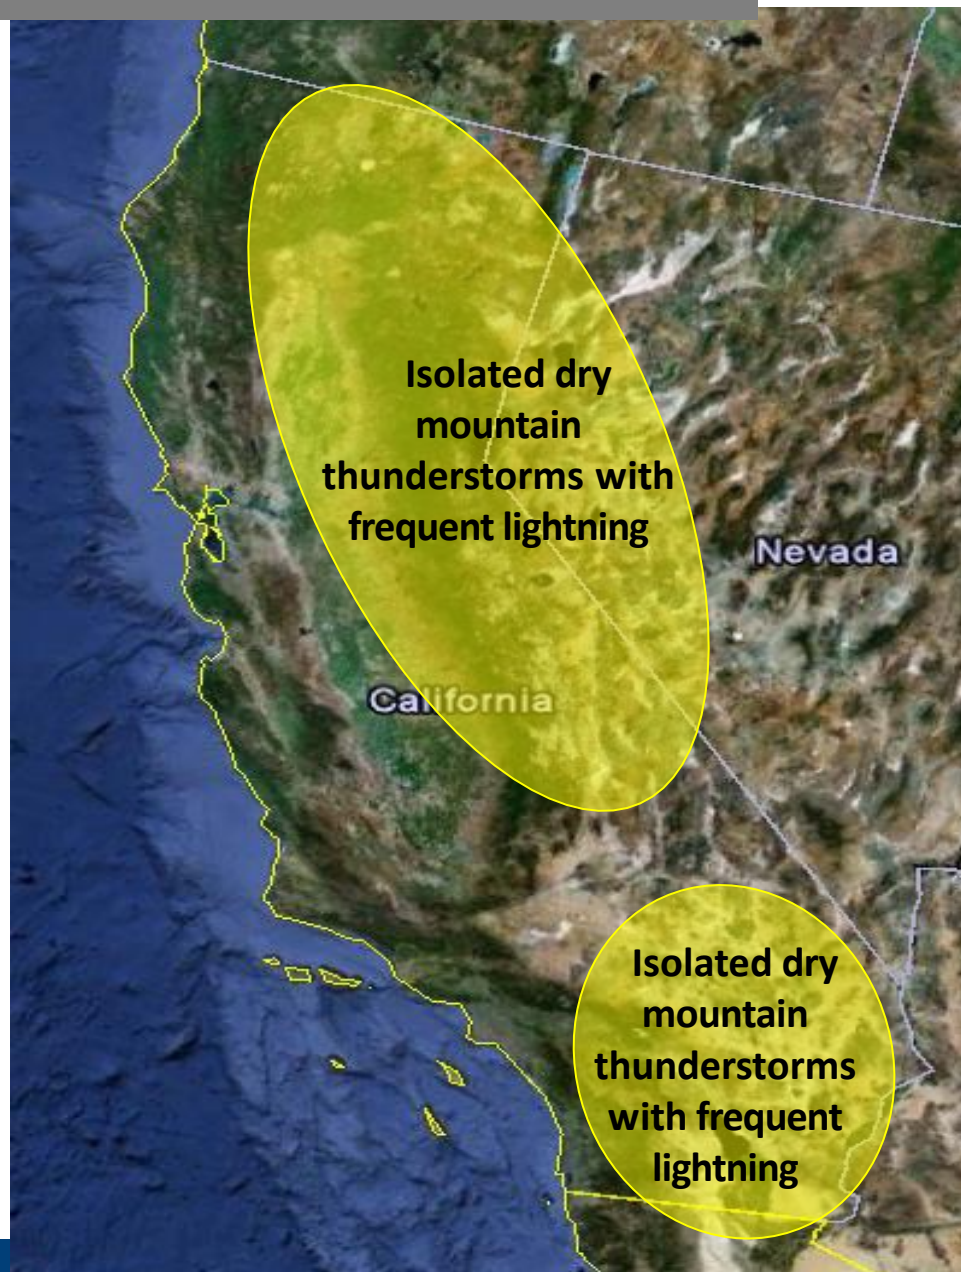 Isolated dry
mountain
thunderstorms with
frequent lightning
Nevada
California
Isolated dry
mountain
thunderstorms
with frequent
lightning